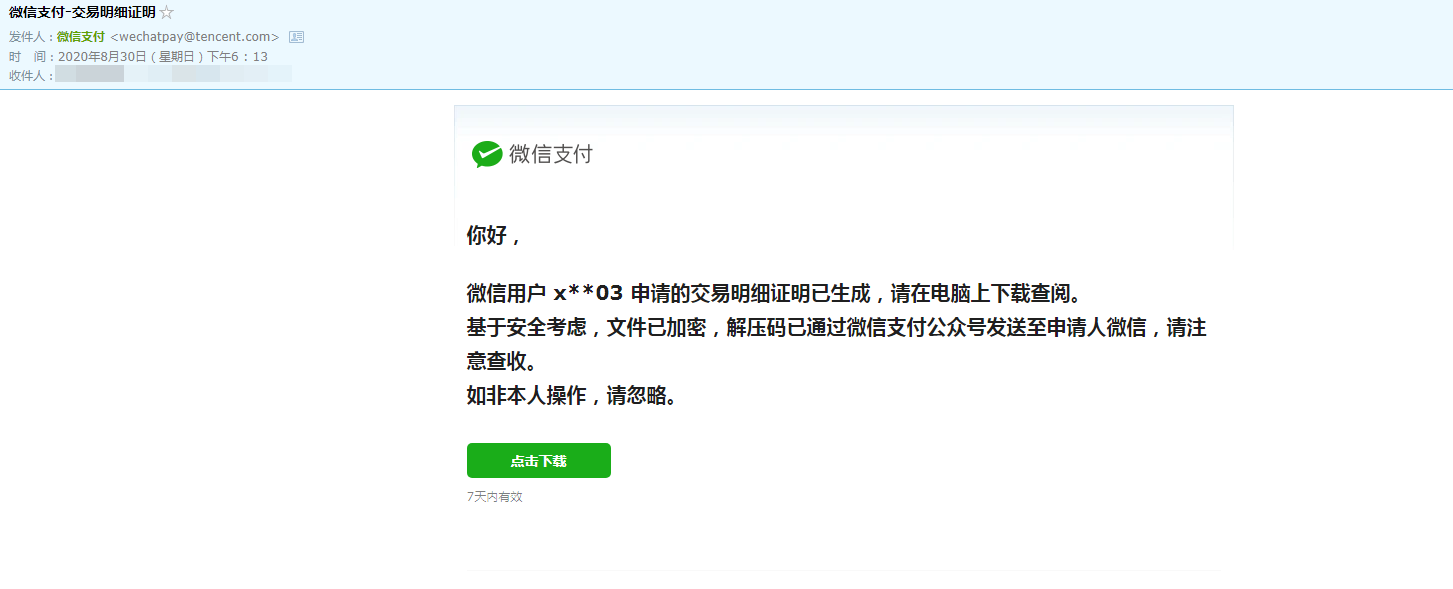 微信支付-交易明细证明☆
发件人：微信支付 <wechatpay@tencent.com>
时　间：2020年8月30日 ( 星期日 ) 下午6：13
收件人：
微信支付
你好，
微信用户 x**03 申请的交易明细证明已生成，请在电脑上下载查阅。
基于安全考虑，文件已加密，解压码已通过微信支付公众号发送至申请人微信，请注
意查收。
如非本人操作，请忽略。
点击下载
7天内有效